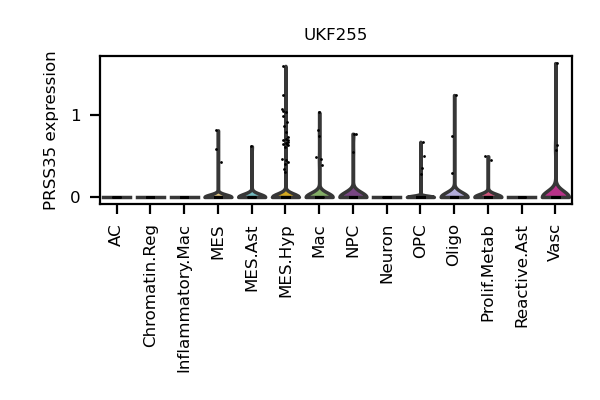 UKF255
PRSS35 expression
1
0
AC
Chromatin.Reg
Inflammatory.Mac
MES
MES.Ast
MES.Hyp
Mac
NPC
Neuron
OPC
Oligo
Prolif.Metab
Reactive.Ast
Vasc